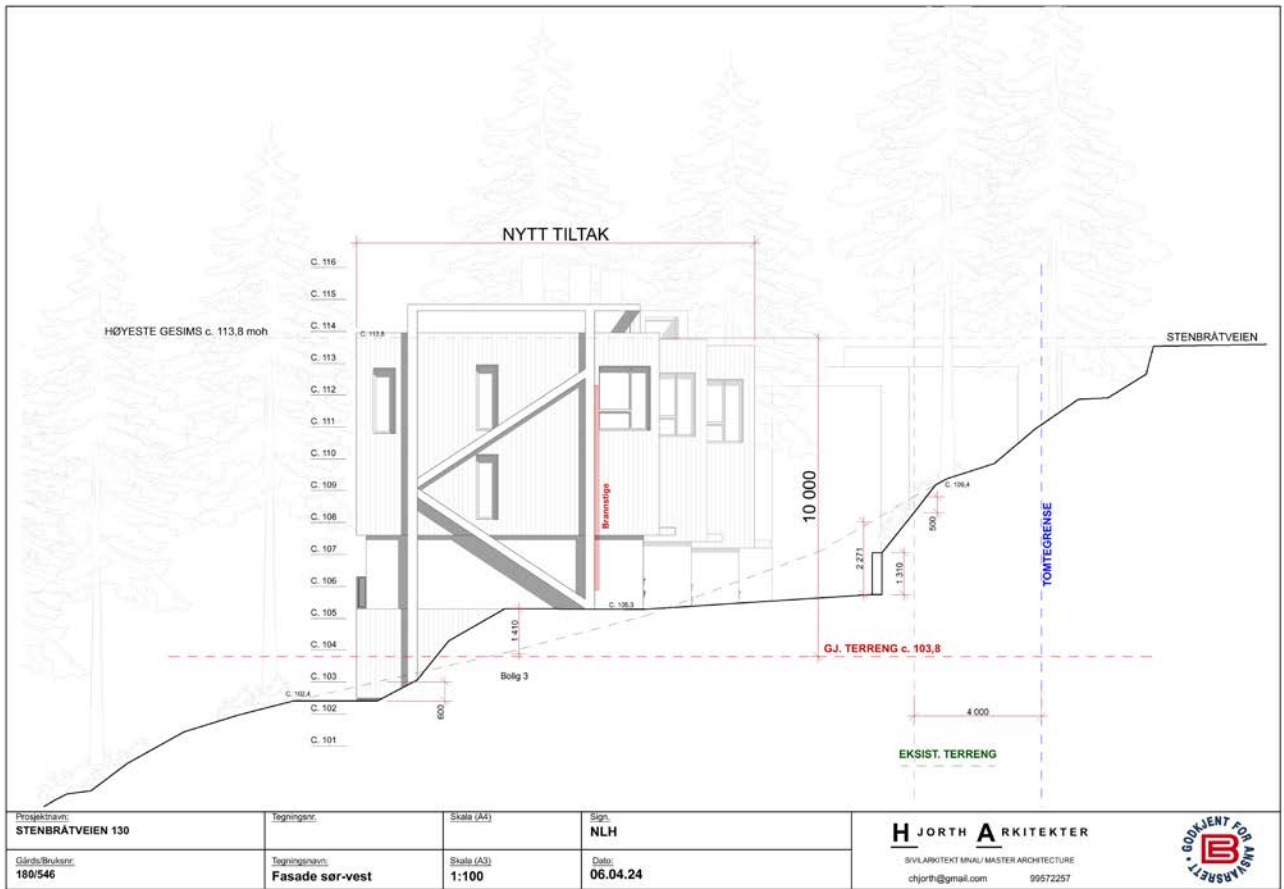 NYTT TILTAK
C. 116
C. 115
C. 114
HØYESTE GESIMS c. 113,8 moh
C. 113,8
STENBRÅTVEIEN
C. 113
C. 112
C. 111
C. 110
C. 109
C. 108
C. 107
C. 106
C. 105
C. 104
C. 103
C. 102
C. 101
Brannstige
10 000
C. 109,4
500
2 271
1 310
TOMTEGRENSE
C. 105,3
1 410
GJ. TERRENG c. 103,8
Bolig 3
C. 102,4
600
4 000
EKSIST. TERRENG
Prosjektnavn:
STENBRÅTVEIEN 130
Tegningsnr.
Skala (A4)
Sign.
NLH
Gårds/Bruksnr:
180/546
Tegningsnavn:
Fasade sør-vest
Skala (A3)
1:100
Dato:
06.04.24
HJORTH ARKITEKTER
SIVILARKITEKT MNAL/ MASTER ARCHITECTURE
chjorth@gmail.com 99572257
GODKJENT FOR ANSVARSRETT
B